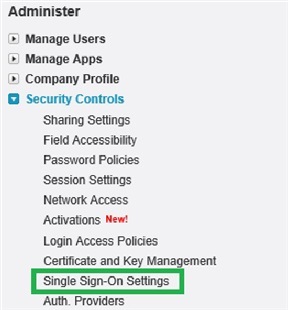 Administer
Manage Users
Manage Apps
Company Profile
Security Controls
Sharing Settings
Field Accessibility
Password Policies
Session Settings
Network Access
Activations New!
Login Access Policies
Certificate and Key Management
Single Sign-On Settings
Auth. Providers